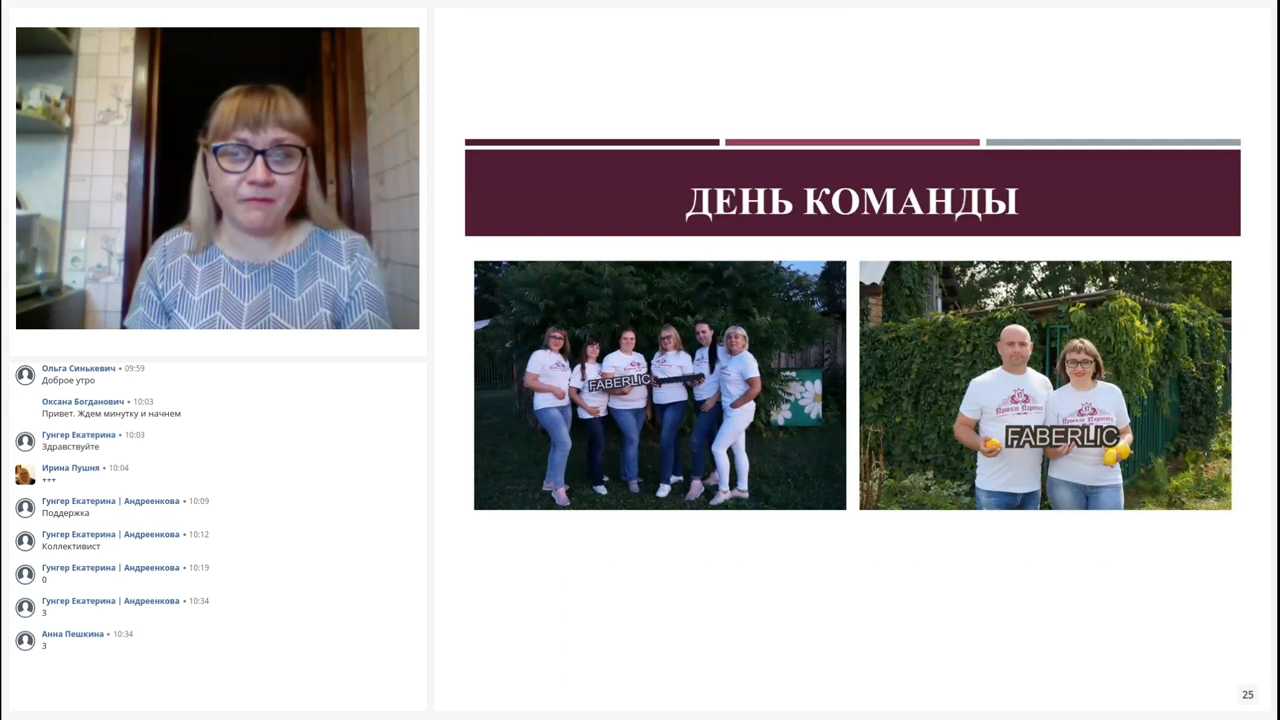 Ольга Синькевич • 09:59
Доброе утро
Оксана Богданович • 10:03
Привет. Ждем минутку и начнем
Гунгер Екатерина • 10:03
Здравствуйте
Ирина Пушня • 10:04
+++
Гунгер Екатерина | Андреенкова • 10:09
Поддержка
Гунгер Екатерина | Андреенкова • 10:12
Коллективист
Гунгер Екатерина | Андреенкова • 10:19
0
Гунгер Екатерина | Андреенкова • 10:34
3
Анна Пешкина • 10:34
3
ДЕНЬ КОМАНДЫ
FABERLIC
FABERLIC
25